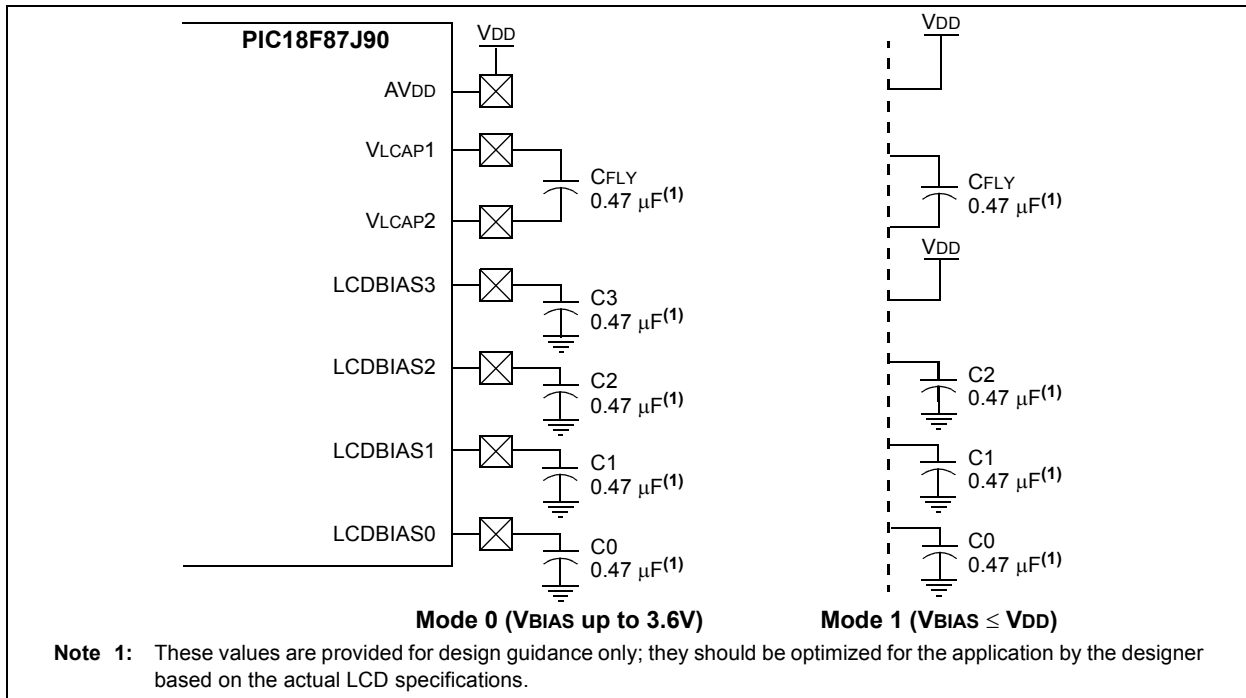 PIC18F87J90
VDD
AVDD
VLCAP1
CFLY
0.47 μF(1)
VLCAP2
LCDBIAS3
C3
0.47 μF(1)
LCDBIAS2
C2
0.47 μF(1)
LCDBIAS1
C1
0.47 μF(1)
LCDBIAS0
C0
0.47 μF(1)
Mode 0 (VBIAS up to 3.6V)
VDD
CFLY
0.47 μF(1)
VDD
C2
0.47 μF(1)
C1
0.47 μF(1)
C0
0.47 μF(1)
Mode 1 (VBIAS ≤ VDD)
Note 1: These values are provided for design guidance only; they should be optimized for the application by the designer
based on the actual LCD specifications.